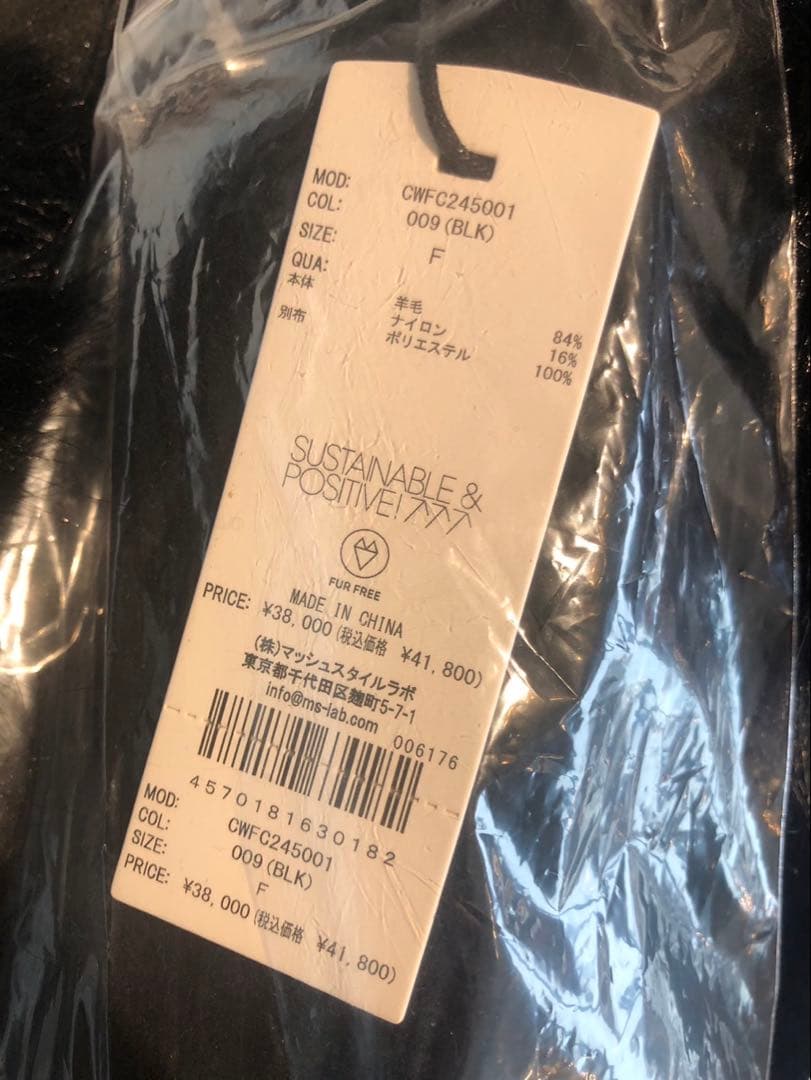 MOD: CWFC245001
COL: 009(BLK)
SIZE: F
QUA:
本体 羊毛 84%
ナイロン 16%
別布 ポリエステル 100%
SUSTAINABLE &
POSITIVE!
FUR FREE
MADE IN CHINA
PRICE: ¥38,000(税込価格 ¥41,800)
(株)マッシュスタイルラボ
東京都千代田区麹町5-7-1
info@ms-lab.com
006176
4570181630182
MOD: CWFC245001
COL: 009(BLK)
SIZE: F
PRICE: ¥38,000(税込価格 ¥41,800)